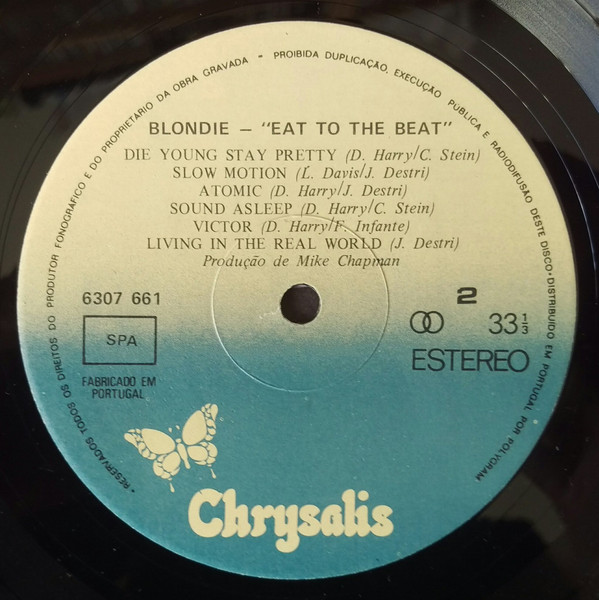 • RESERVADOS TODOS OS DIREITOS DO PRODUTOR FONOGRÁFICO E DO PROPRIETÁRIO DA OBRA GRAVADA • PROIBIDA DUPLICAÇÃO, EXECUÇÃO PÚBLICA E RADIODIFUSÃO DESTE DISCO • DISTRIBUIDO EM PORTUGAL POR POLYGRAM
BLONDIE – "EAT TO THE BEAT"
DIE YOUNG STAY PRETTY (D. Harry/C. Stein)
SLOW MOTION (L. Davis/J. Destri)
ATOMIC (D. Harry/J. Destri)
SOUND ASLEEP (D. Harry/C. Stein)
VICTOR (D. Harry/F. Infante)
LIVING IN THE REAL WORLD (J. Destri)
Produção de Mike Chapman
6307 661
2
SPA
33 1/3
ESTEREO
FABRICADO EM
PORTUGAL
Chrysalis